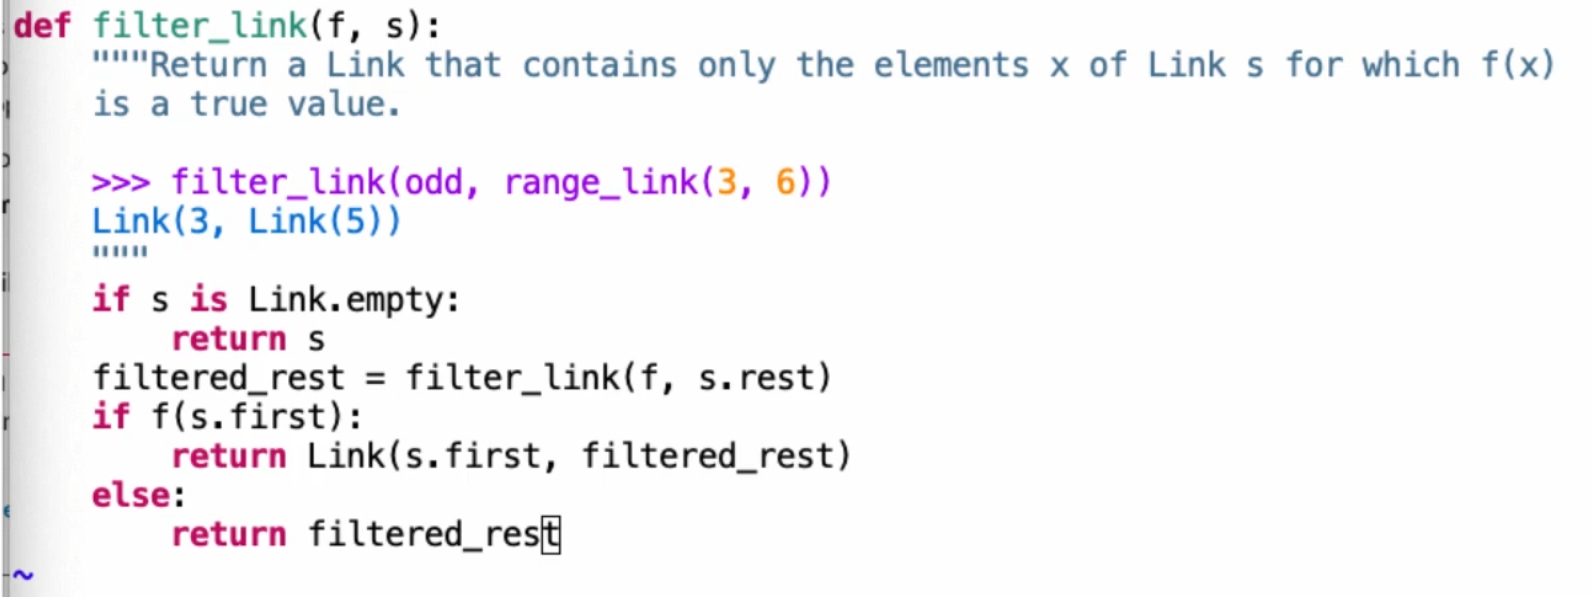 def filter_link(f, s):
    """Return a Link that contains only the elements x of Link s for which f(x)
    is a true value.
    >>> filter_link(odd, range_link(3, 6))
    Link(3, Link(5))
    """
    if s is Link.empty:
        return s
    filtered_rest = filter_link(f, s.rest)
    if f(s.first):
        return Link(s.first, filtered_rest)
    else:
        return filtered_rest
~